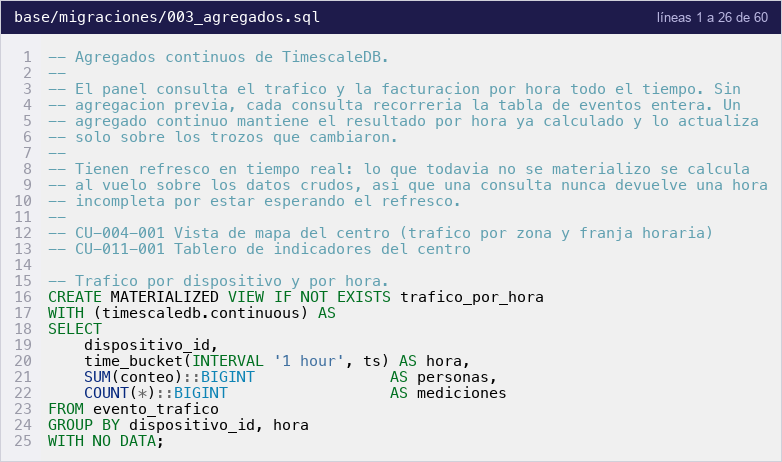 base/migraciones/003_agregados.sql líneas 1 a 26 de 60
1 -- Agregados continuos de TimescaleDB.
2 --
3 -- El panel consulta el trafico y la facturacion por hora todo el tiempo. Sin
4 -- agregacion previa, cada consulta recorreria la tabla de eventos entera. Un
5 -- agregado continuo mantiene el resultado por hora ya calculado y lo actualiza
6 -- solo sobre los trozos que cambiaron.
7 --
8 -- Tienen refresco en tiempo real: lo que todavia no se materializo se calcula
9 -- al vuelo sobre los datos crudos, asi que una consulta nunca devuelve una hora
10 -- incompleta por estar esperando el refresco.
11 --
12 -- CU-004-001 Vista de mapa del centro (trafico por zona y franja horaria)
13 -- CU-011-001 Tablero de indicadores del centro
14
15 -- Trafico por dispositivo y por hora.
16 CREATE MATERIALIZED VIEW IF NOT EXISTS trafico_por_hora
17 WITH (timescaledb.continuous) AS
18 SELECT
19     dispositivo_id,
20     time_bucket(INTERVAL '1 hour', ts) AS hora,
21     SUM(conteo)::BIGINT               AS personas,
22     COUNT(*)::BIGINT                  AS mediciones
23 FROM evento_trafico
24 GROUP BY dispositivo_id, hora
25 WITH NO DATA;